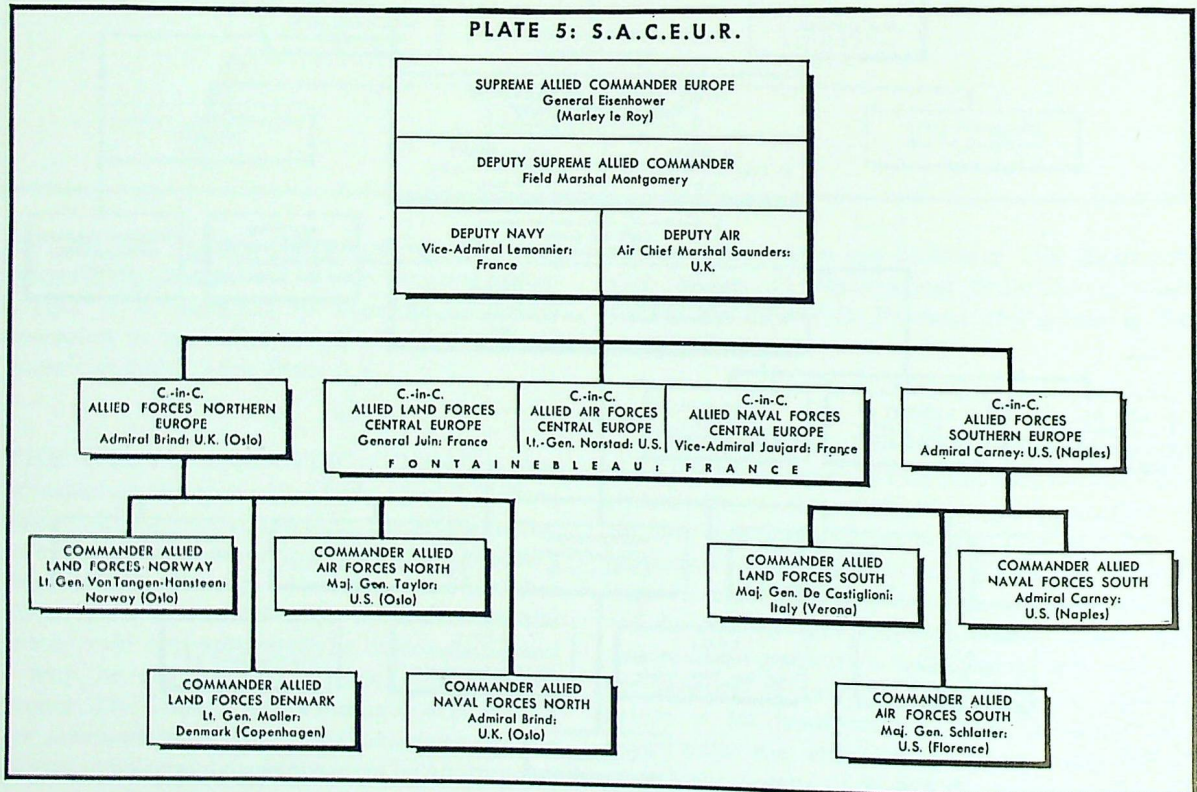 PLATE 5: S.A.C.E.U.R.
SUPREME ALLIED COMMANDER EUROPE
General Eisenhower
(Marley le Roy)
DEPUTY SUPREME ALLIED COMMANDER
Field Marshal Montgomery
DEPUTY NAVY
Vice-Admiral Lemonnier:
France
DEPUTY AIR
Air Chief Marshal Saunders:
U.K.
C.-in-C.
ALLIED FORCES NORTHERN
EUROPE
Admiral Brind: U.K. (Oslo)
C.-in-C.
ALLIED LAND FORCES
CENTRAL EUROPE
General Juin: France
C.-in-C.
ALLIED AIR FORCES
CENTRAL EUROPE
Lt.-Gen. Norstad: U.S.
C.-in-C.
ALLIED NAVAL FORCES
CENTRAL EUROPE
Vice-Admiral Jaujard: France
FONTAINEBLEAU: FRANCE
C.-in-C.
ALLIED FORCES
SOUTHERN EUROPE
Admiral Carney: U.S. (Naples)
COMMANDER ALLIED
LAND FORCES NORWAY
Lt. Gen. Von Tangen-Hansteen:
Norway (Oslo)
COMMANDER ALLIED
AIR FORCES NORTH
Maj. Gen. Taylor:
U.S. (Oslo)
COMMANDER ALLIED
LAND FORCES SOUTH
Maj. Gen. De Castiglioni:
Italy (Verona)
COMMANDER ALLIED
NAVAL FORCES SOUTH
Admiral Carney:
U.S. (Naples)
COMMANDER ALLIED
LAND FORCES DENMARK
Lt. Gen. Moller:
Denmark (Copenhagen)
COMMANDER ALLIED
NAVAL FORCES NORTH
Admiral Brind:
U.K. (Oslo)
COMMANDER ALLIED
AIR FORCES SOUTH
Maj. Gen. Schlatter:
U.S. (Florence)